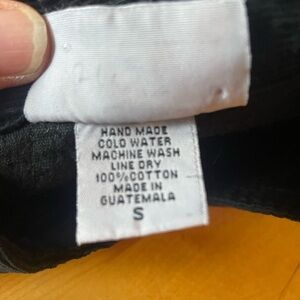 HAND MADE
COLD WATER
MACHINE WASH
LINE DRY
100% COTTON
MADE IN
GUATEMALA
S